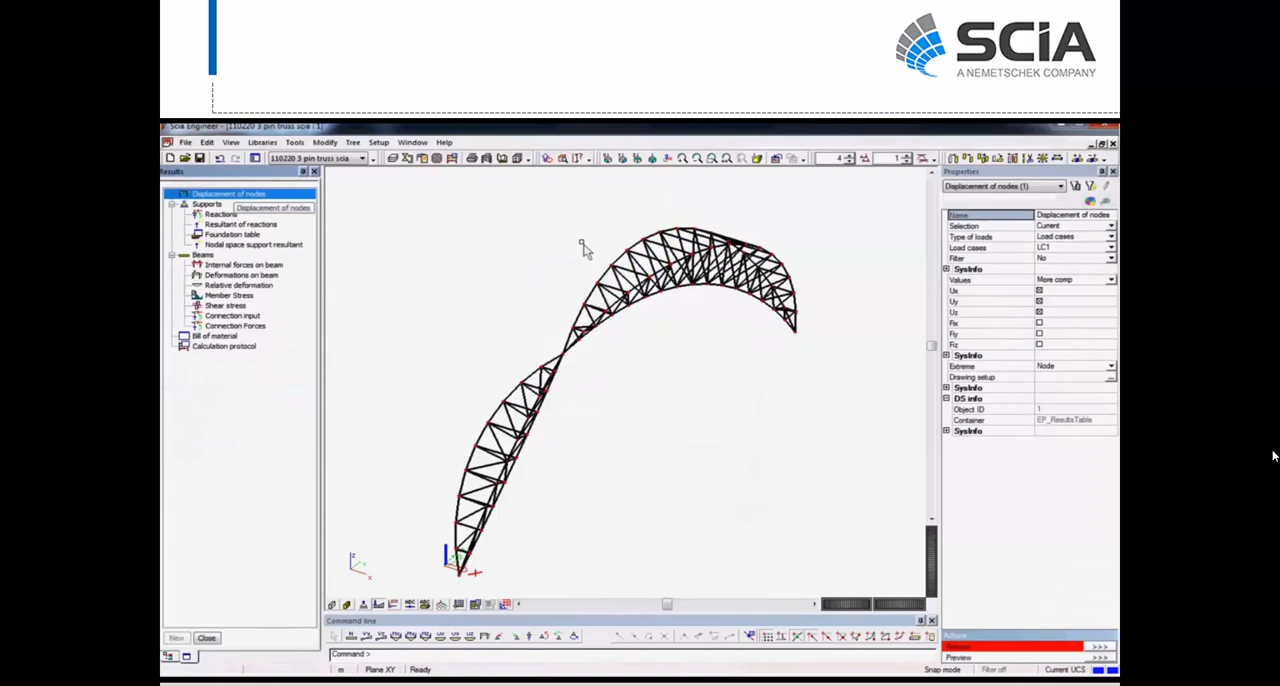 SCiA
A NEMETSCHEK COMPANY
Scia Engineer - [110220 3 pin truss scia : 1]
File Edit View Libraries Tools Modify Tree Setup Window Help
110220 3 pin truss scia
4
1
Results
Displacement of nodes
Supports
Displacement of nodes
Reactions
Resultant of reactions
Foundation table
Nodal space support resultant
Beams
Internal forces on beam
Deformations on beam
Relative deformation
Member Stress
Shear stress
Connection input
Connection Forces
Bill of material
Calculation protocol
New
Close
z
Y
X
Properties
Displacement of nodes (1)
Name Displacement of nodes
Selection Current
Type of loads Load cases
Load cases LC1
Filter No
SysInfo
Values More comp
Ux
Uy
Uz
Fix
Fiy
Fiz
SysInfo
Extreme Node
Drawing setup ...
SysInfo
DS info
Object ID 1
Container EP_ResultsTable
SysInfo
Actions
Refresh >>>
Preview >>>
Command line
Command >
m Plane XY Ready
Snap mode Filter off Current UCS